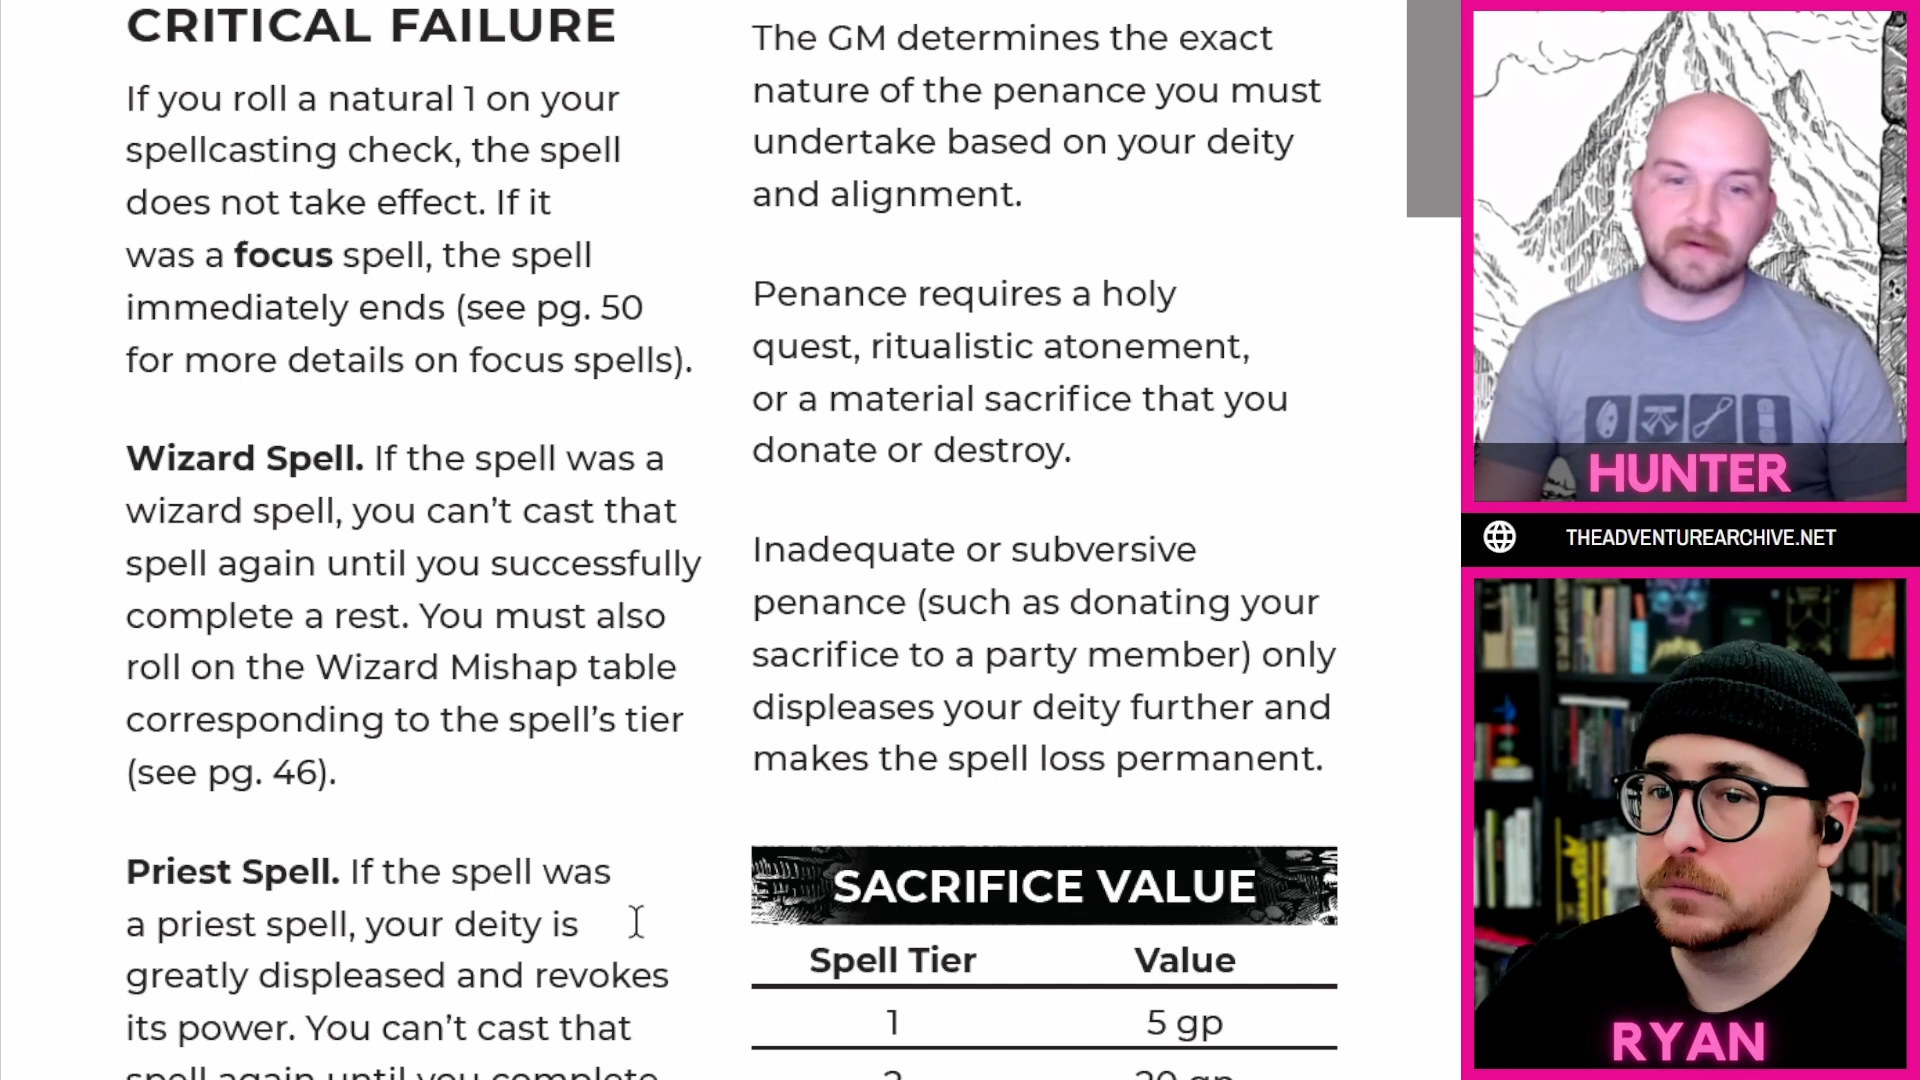 CRITICAL FAILURE
If you roll a natural 1 on your
spellcasting check, the spell
does not take effect. If it
was a focus spell, the spell
immediately ends (see pg. 50
for more details on focus spells).
Wizard Spell. If the spell was a
wizard spell, you can’t cast that
spell again until you successfully
complete a rest. You must also
roll on the Wizard Mishap table
corresponding to the spell’s tier
(see pg. 46).
Priest Spell. If the spell was
a priest spell, your deity is
greatly displeased and revokes
its power. You can’t cast that
spell again until you complete
The GM determines the exact
nature of the penance you must
undertake based on your deity
and alignment.
Penance requires a holy
quest, ritualistic atonement,
or a material sacrifice that you
donate or destroy.
Inadequate or subversive
penance (such as donating your
sacrifice to a party member) only
displeases your deity further and
makes the spell loss permanent.
SACRIFICE VALUE
Spell Tier Value
1 5 gp
2 20 gp
HUNTER
THEADVENTUREARCHIVE.NET
RYAN